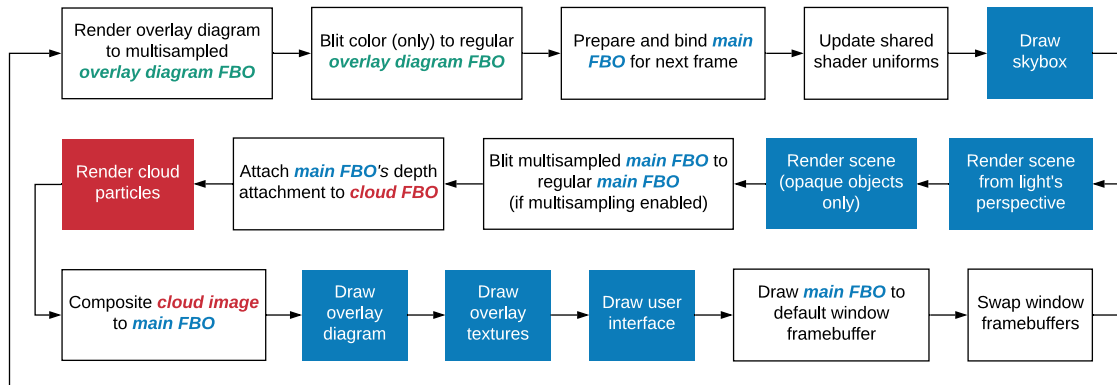 Render overlay diagram
to multisampled
overlay diagram FBO
Blit color (only) to regular
overlay diagram FBO
Prepare and bind main
FBO for next frame
Update shared
shader uniforms
Draw
skybox
Render cloud
particles
Attach main FBO's depth
attachment to cloud FBO
Blit multisampled main FBO to
regular main FBO
(if multisampling enabled)
Render scene
(opaque objects
only)
Render scene
from light's
perspective
Composite cloud image
to main FBO
Draw
overlay
diagram
Draw
overlay
textures
Draw user
interface
Draw main FBO to
default window
framebuffer
Swap window
framebuffers